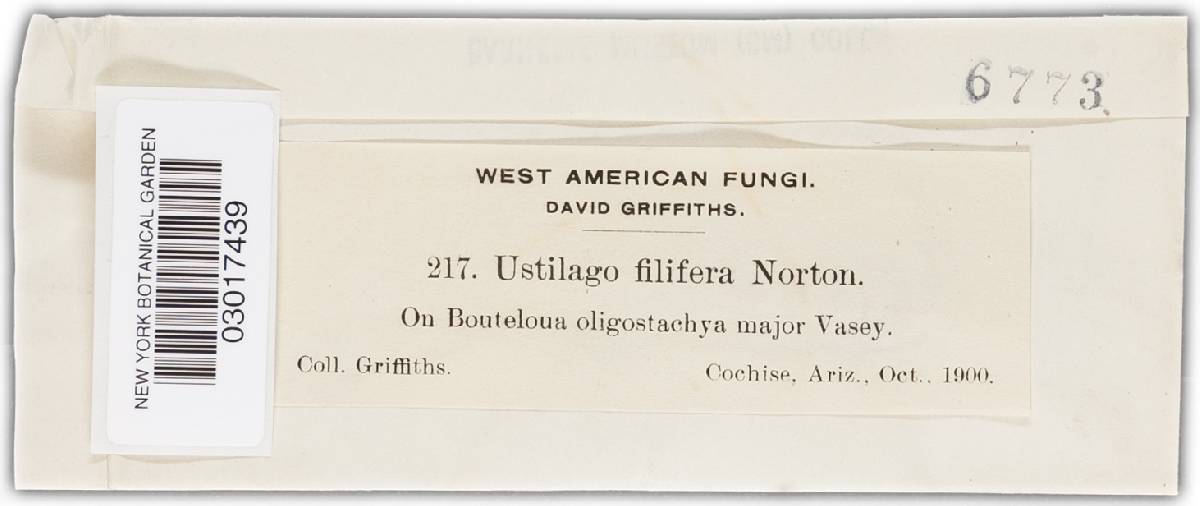 6773.
NEW YORK BOTANICAL GARDEN
03017439
WEST AMERICAN FUNGI.
DAVID GRIFFITHS.
217. Ustilago filifera Norton.
On Bouteloua oligostachya major Vasey.
Coll. Griffiths.
Cochise, Ariz., Oct., 1900.